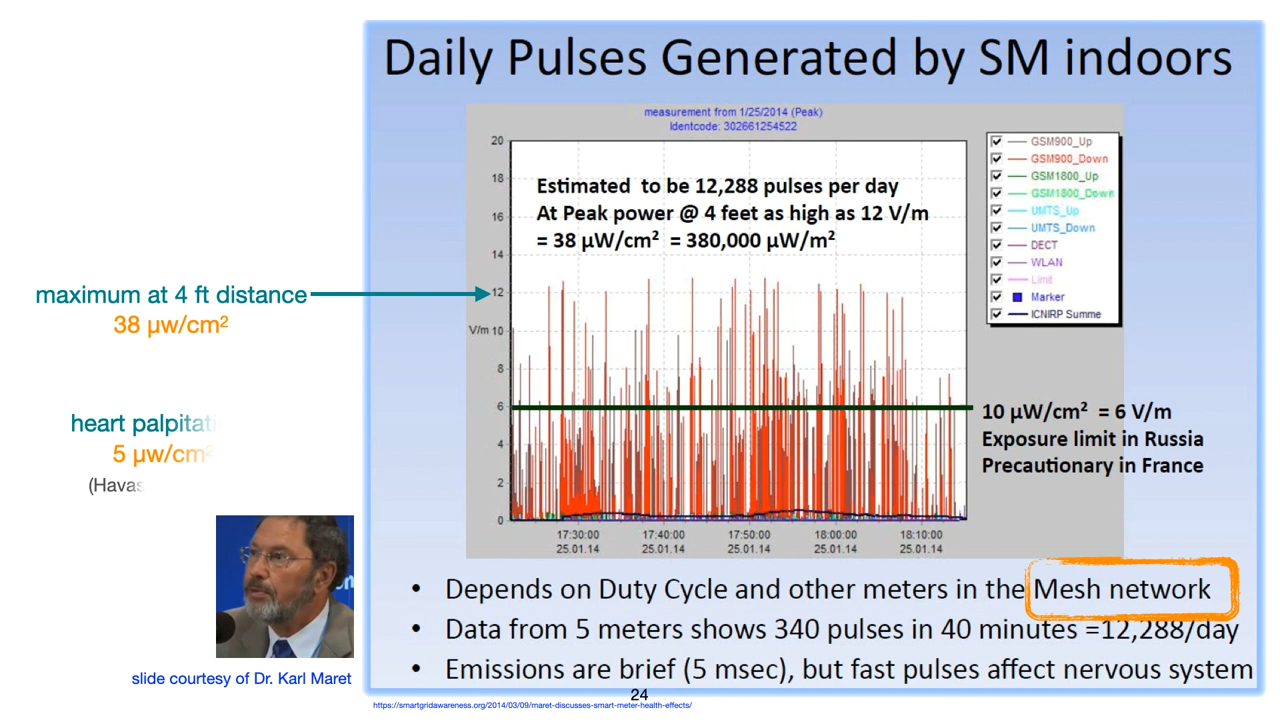 Daily Pulses Generated by SM indoors
measurement from 1/25/2014 (Peak)
Identcode: 302661254522
20
18
16
14
12
V/m 10
8
6
4
2
0
Estimated to be 12,288 pulses per day
At Peak power @ 4 feet as high as 12 V/m
= 38 µW/cm² = 380,000 µW/m²
GSM900_Up
GSM900_Down
GSM1800_Up
GSM1800_Down
UMTS_Up
UMTS_Down
DECT
WLAN
Limit
Marker
ICNIRP Summe
maximum at 4 ft distance
38 µw/cm²
heart palpitati
5 µw/cm²
(Havas
10 µW/cm² = 6 V/m
Exposure limit in Russia
Precautionary in France
17:30:00 17:40:00 17:50:00 18:00:00 18:10:00
25.01.14 25.01.14 25.01.14 25.01.14 25.01.14
• Depends on Duty Cycle and other meters in the Mesh network
• Data from 5 meters shows 340 pulses in 40 minutes =12,288/day
• Emissions are brief (5 msec), but fast pulses affect nervous system
slide courtesy of Dr. Karl Maret
24
https://smartgridawareness.org/2014/03/09/maret-discusses-smart-meter-health-effects/